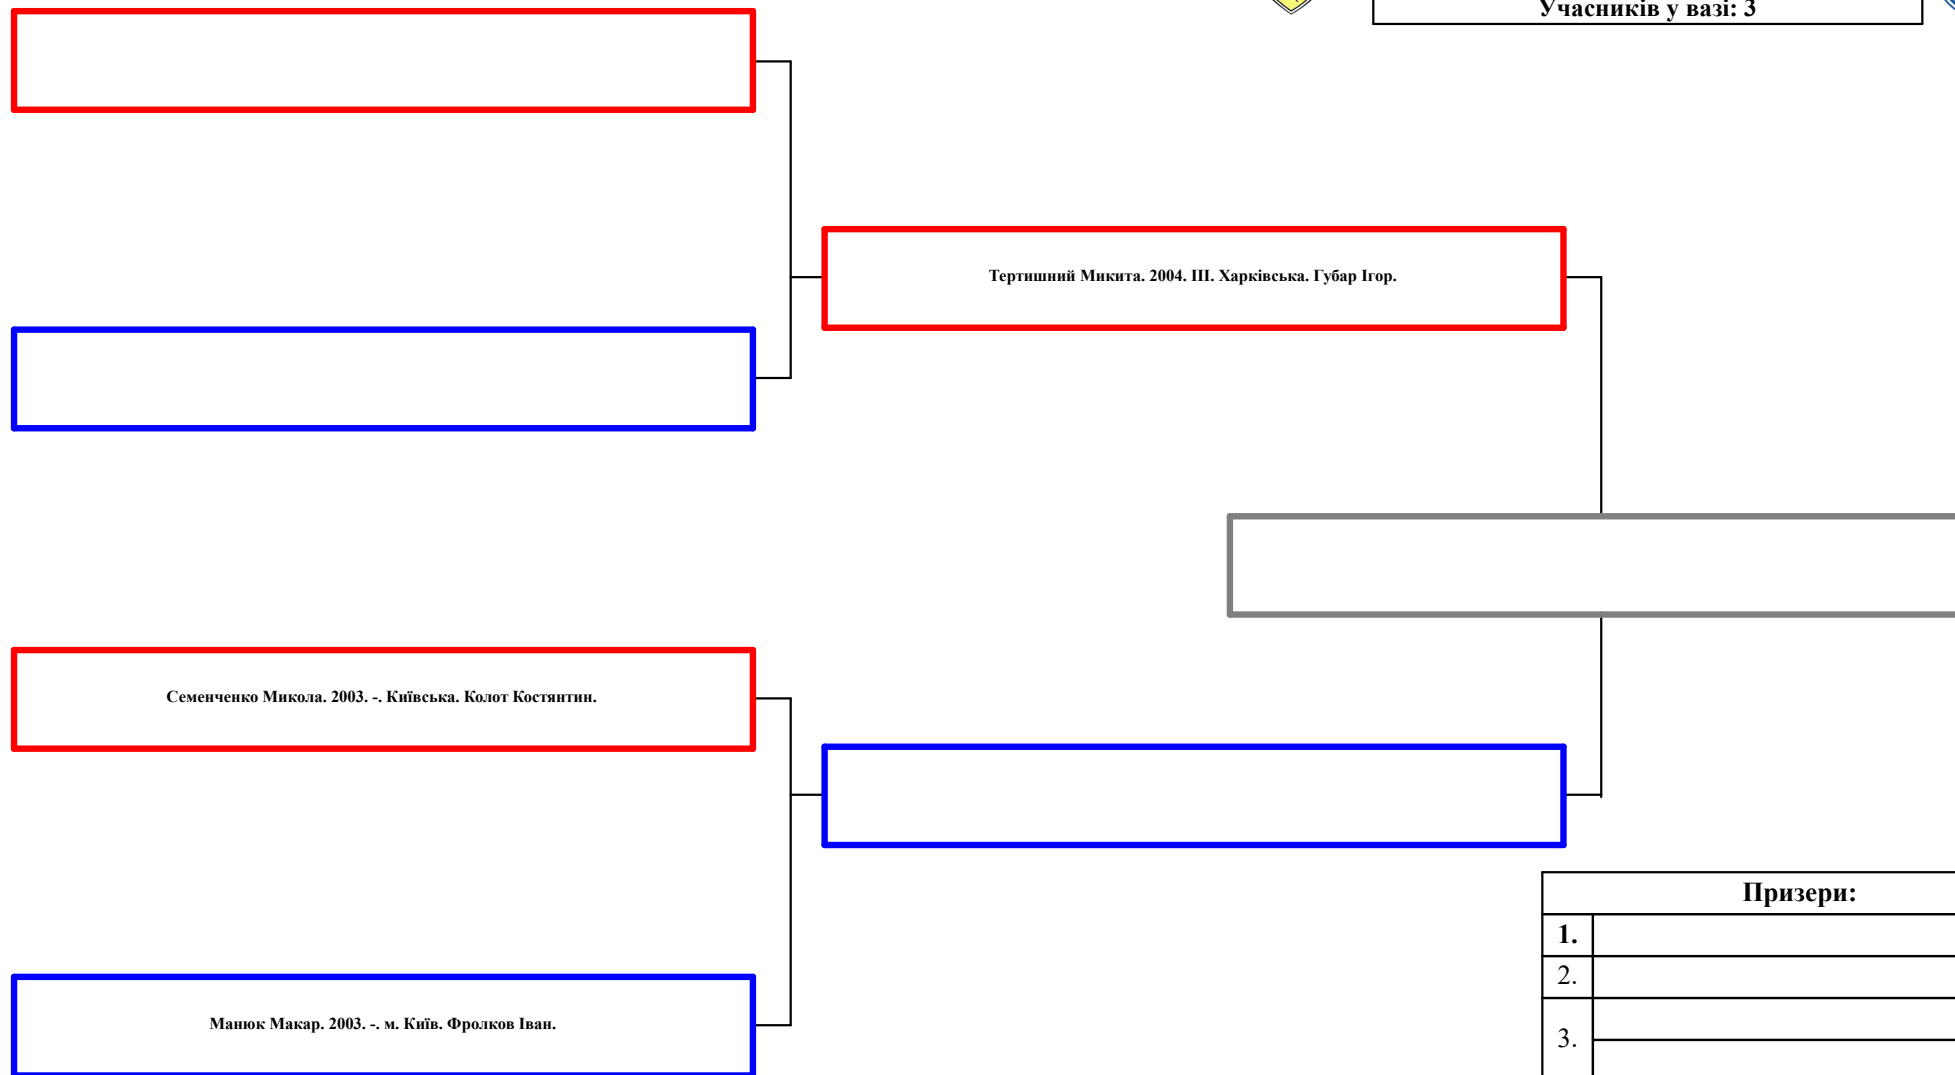 Учасників у вазі: 3
Тертишний Микита. 2004. III. Харківська. Губар Ігор.
Семенченко Микола. 2003. -. Київська. Колот Костянтин.
Манюк Макар. 2003. -. м. Київ. Фролков Іван.
Призери:
1.
2.
3.